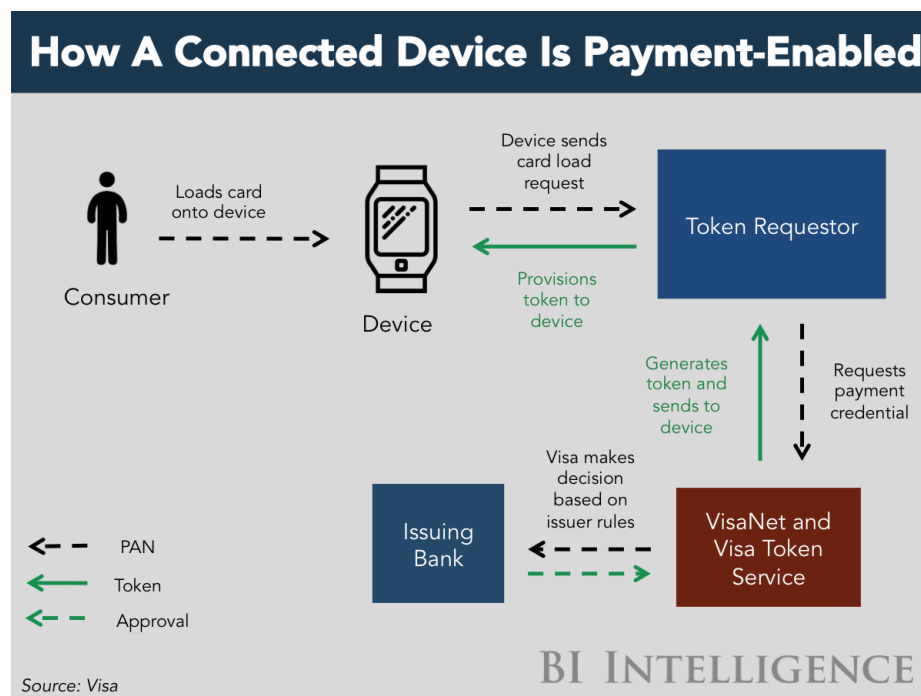 How A Connected Device Is Payment-Enabled
Device sends
card load
request
Loads card
onto device
Token Requestor
Consumer
Provisions
token to
device
Device
Generates
token and
sends to
device
Requests
payment
credential
Visa makes
decision
based on
issuer rules
Issuing
Bank
VisaNet and
Visa Token
Service
PAN
Token
Approval
BI INTELLIGENCE
Source: Visa